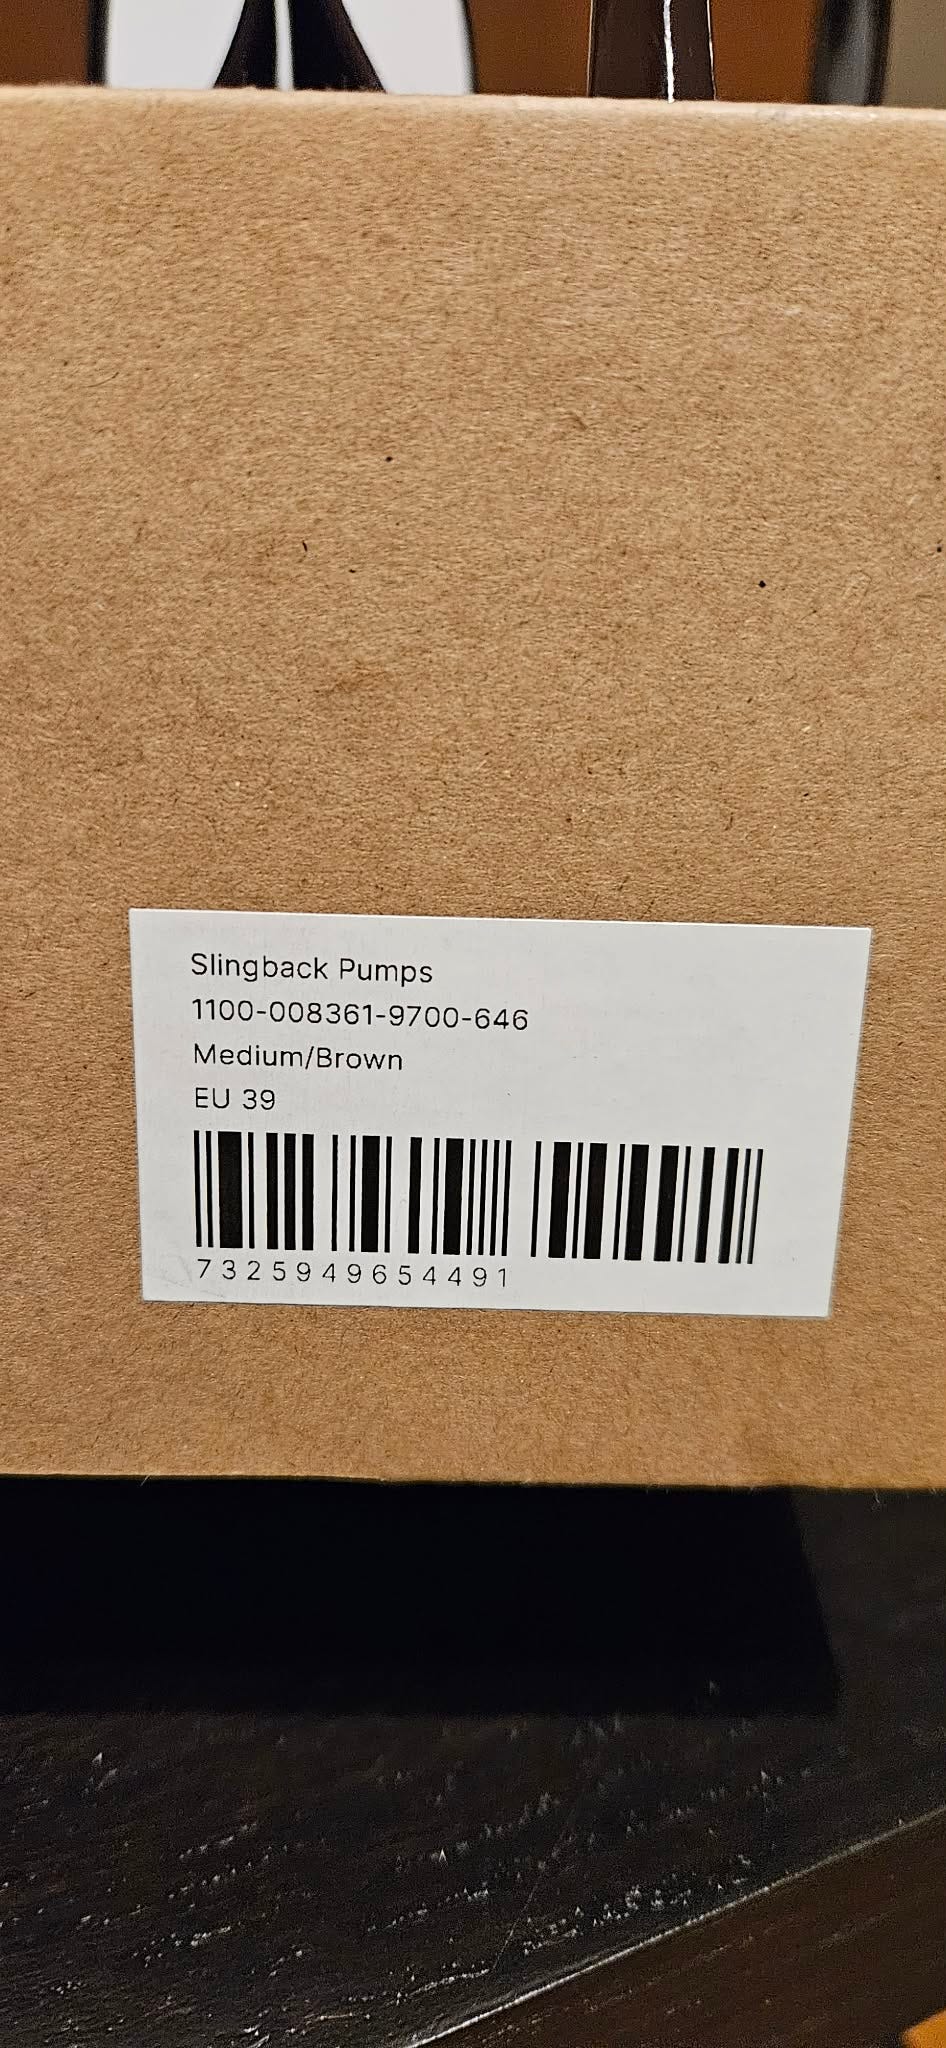 Slingback Pumps
1100-008361-9700-646
Medium/Brown
EU 39
7325949654491